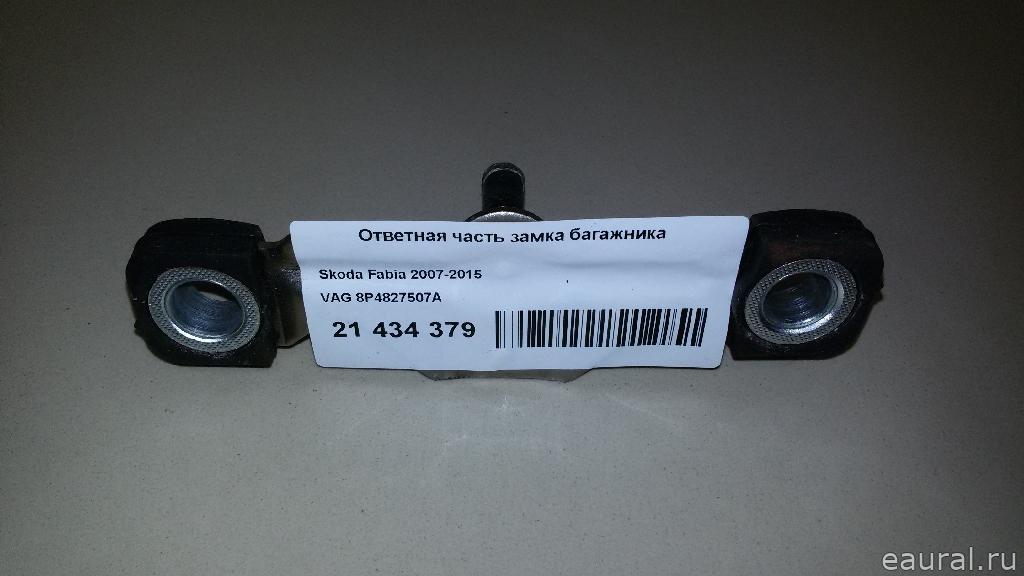 Ответная часть замка багажника
Skoda Fabia 2007-2015
VAG 8P4827507A
21 434 379
eaural.ru